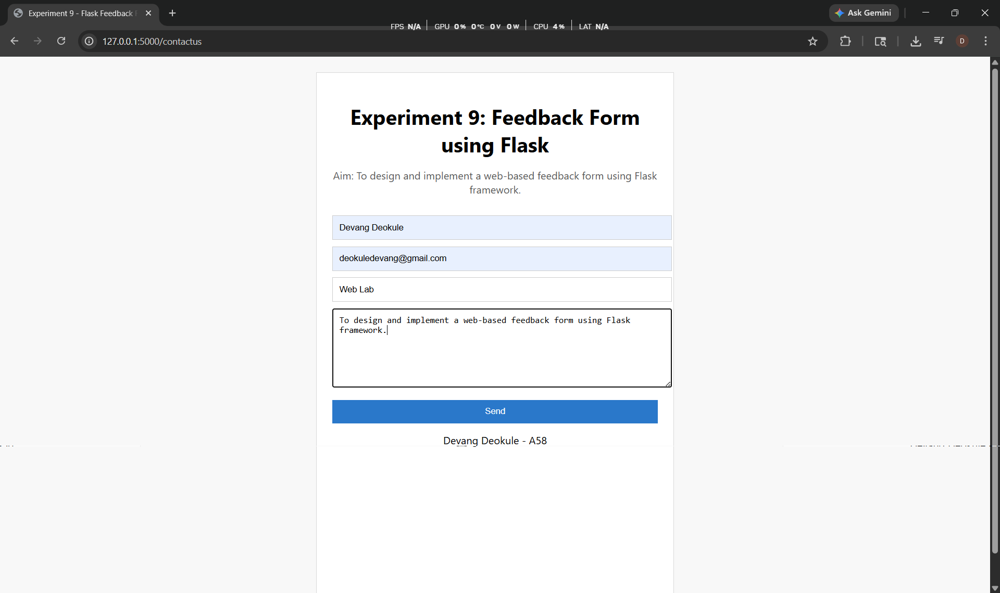 Experiment 9 - Flask Feedback
Ask Gemini
FPS N/A GPU 0% 0°C 0V 0W CPU 4% LAT N/A
127.0.0.1:5000/contactus
D
Experiment 9: Feedback Form
using Flask
Aim: To design and implement a web-based feedback form using Flask
framework.
Devang Deokule
deokuledevang@gmail.com
Web Lab
To design and implement a web-based feedback form using Flask
framework.
Send
Devang Deokule - A58